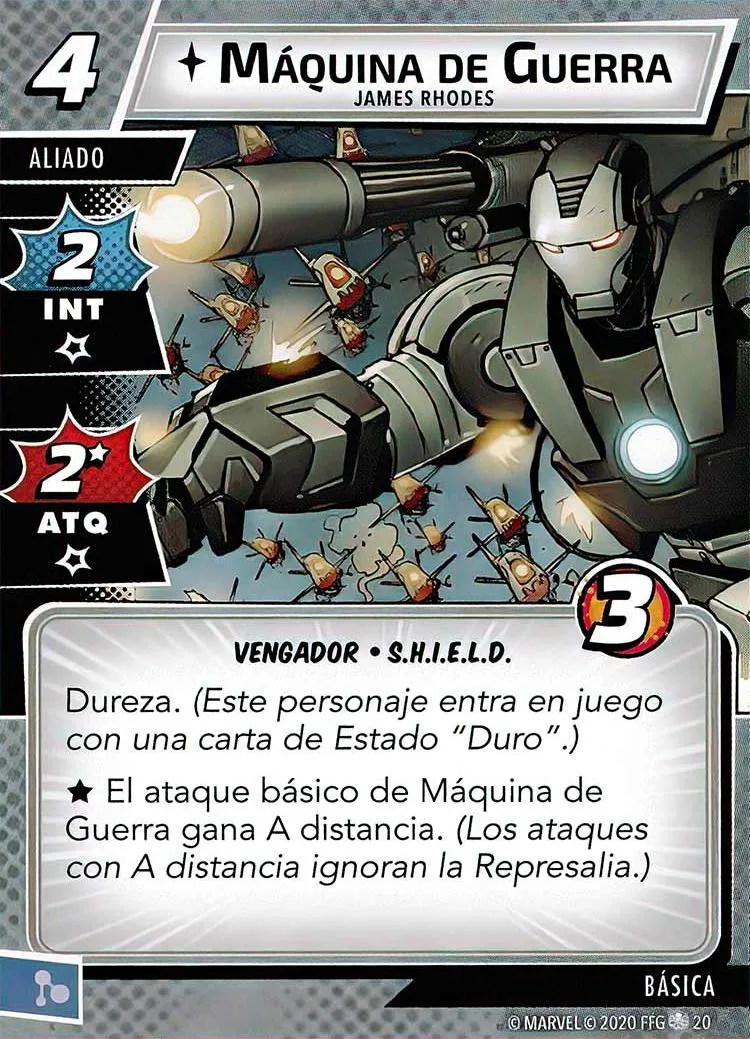 4
MÁQUINA DE GUERRA
JAMES RHODES
ALIADO
2
INT
2
ATQ
3
VENGADOR • S.H.I.E.L.D.
Dureza. (Este personaje entra en juego
con una carta de Estado “Duro”.)
★ El ataque básico de Máquina de
Guerra gana A distancia. (Los ataques
con A distancia ignoran la Represalia.)
BÁSICA
© MARVEL © 2020 FFG 20